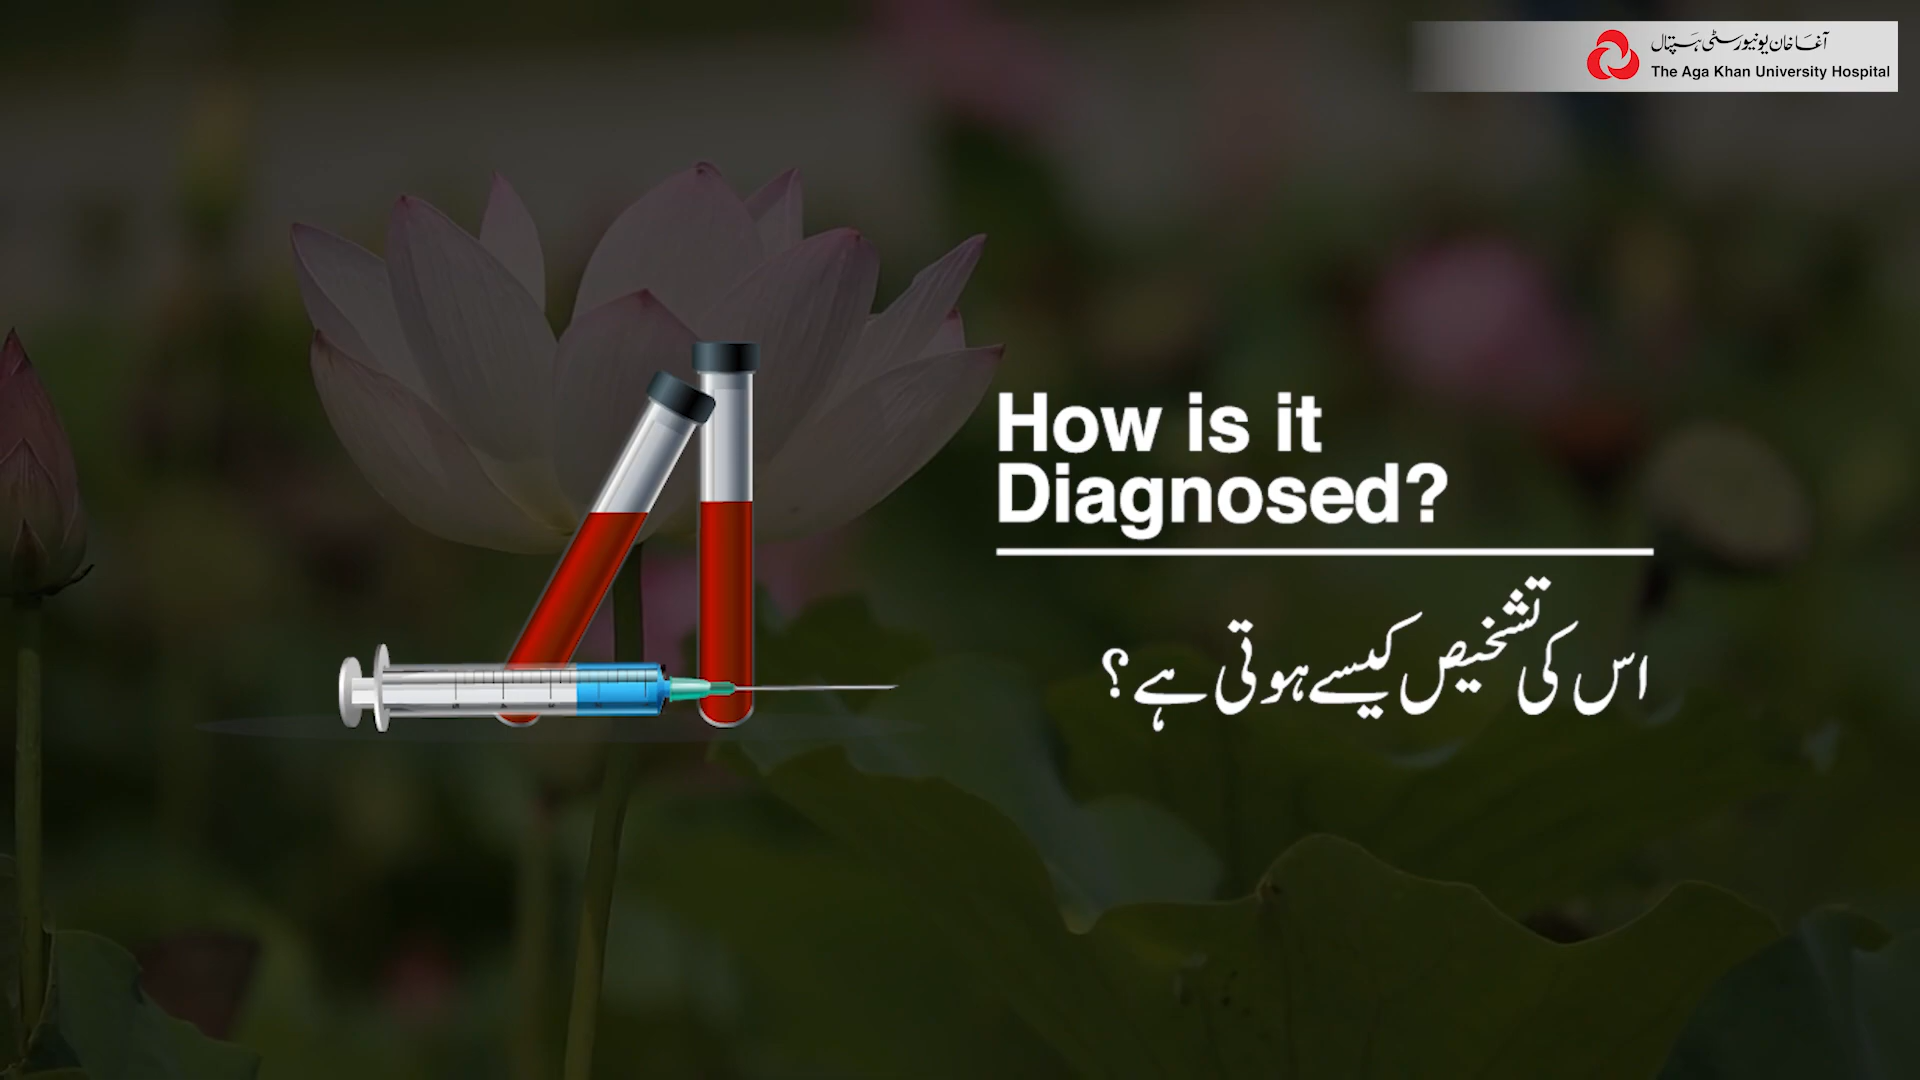 آغا خان یونیورسٹی ہسپتال
The Aga Khan University Hospital
How is it
Diagnosed?
اس کی تشخیص کیسے ہوتی ہے؟